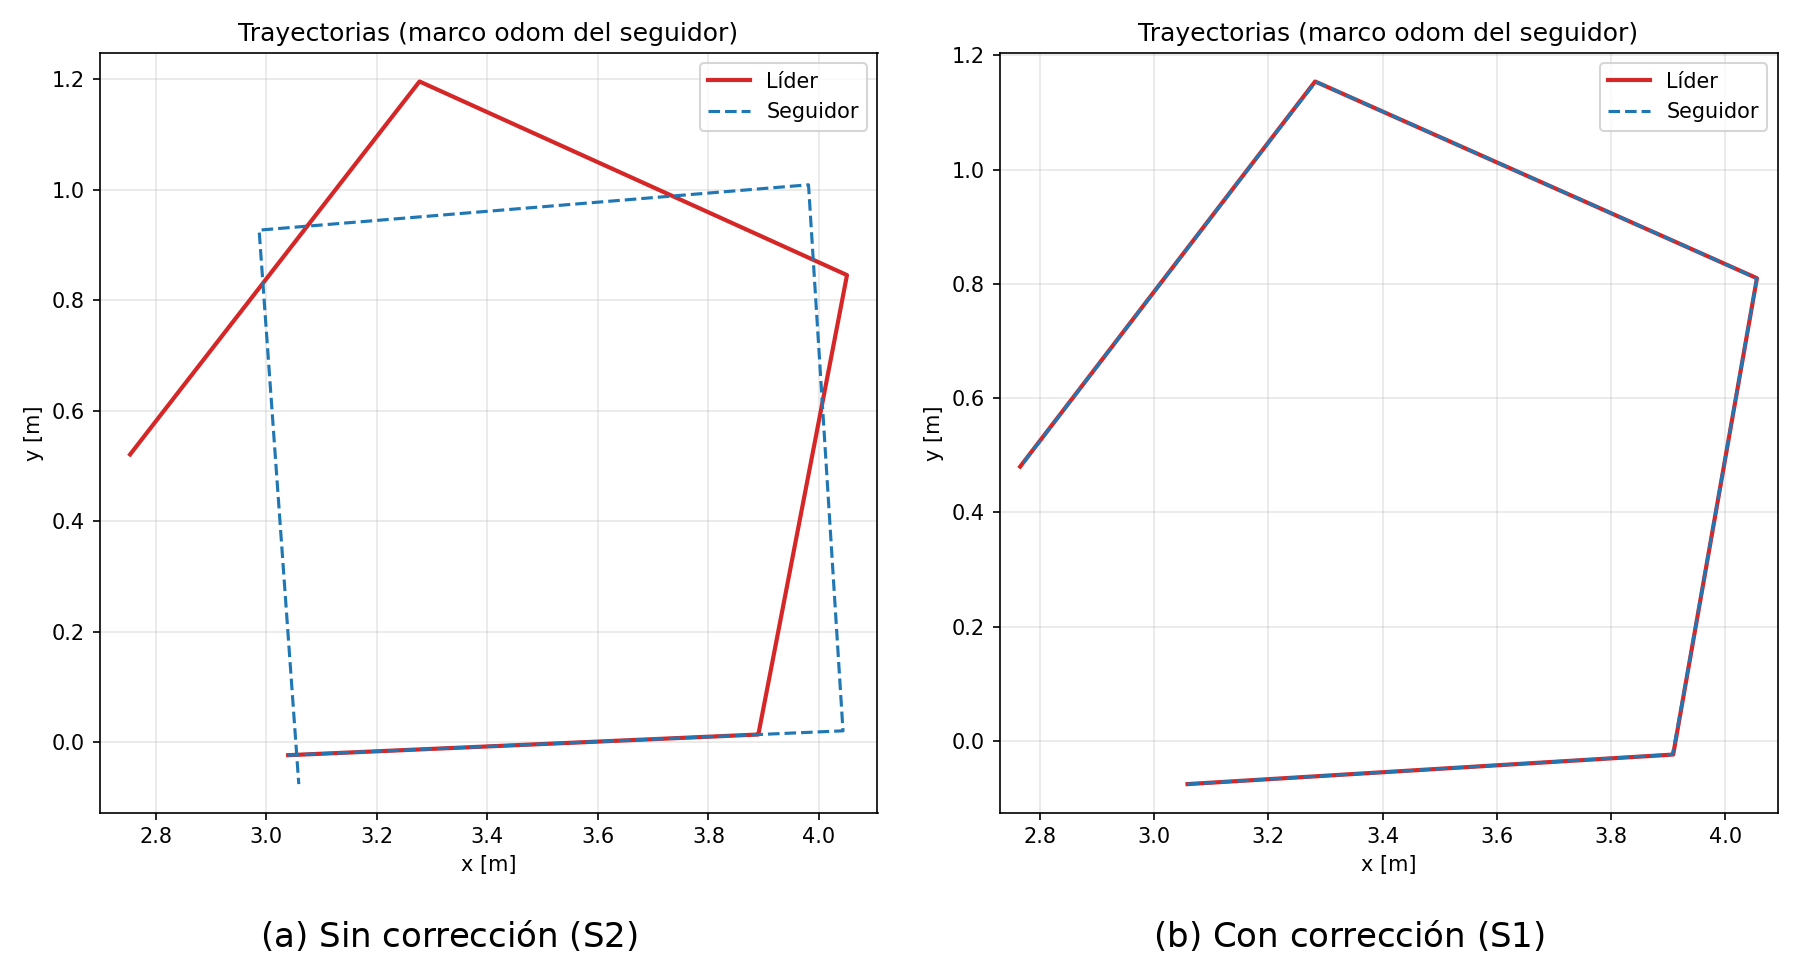 Trayectorias (marco odom del seguidor)
Líder
Seguidor
1.2
1.0
0.8
0.6
0.4
0.2
0.0
y [m]
2.8 3.0 3.2 3.4 3.6 3.8 4.0
x [m]
(a) Sin corrección (S2)
Trayectorias (marco odom del seguidor)
Líder
Seguidor
1.2
1.0
0.8
0.6
0.4
0.2
0.0
y [m]
2.8 3.0 3.2 3.4 3.6 3.8 4.0
x [m]
(b) Con corrección (S1)